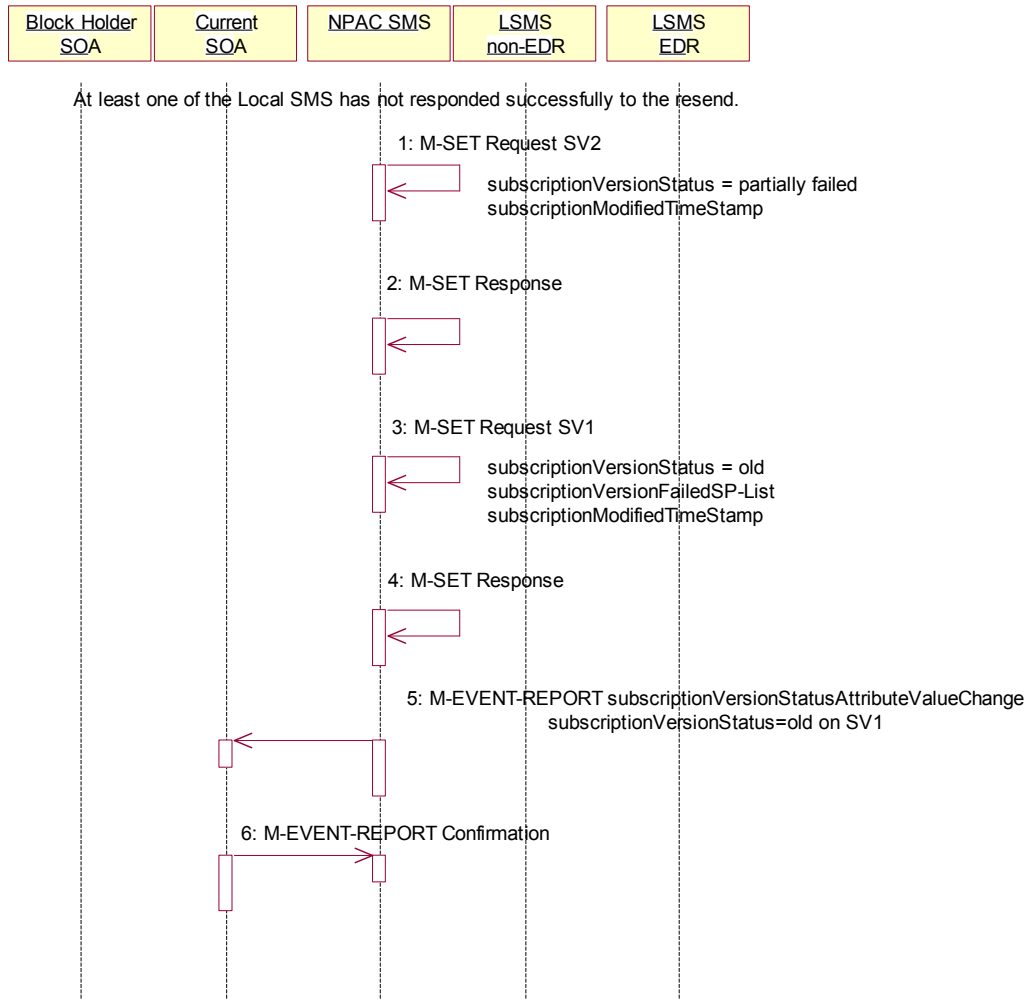 Block Holder
SOA
Current
SOA
NPAC SMS
LSMS
non-EDR
LSMS
EDR
At least one of the Local SMS has not responded successfully to the resend.
1: M-SET Request SV2
subscriptionVersionStatus = partially failed
subscriptionModifiedTimeStamp
2: M-SET Response
3: M-SET Request SV1
subscriptionVersionStatus = old
subscriptionVersionFailedSP-List
subscriptionModifiedTimeStamp
4: M-SET Response
5: M-EVENT-REPORT subscriptionVersionStatusAttributeValueChange
subscriptionVersionStatus=old on SV1
6: M-EVENT-REPORT Confirmation